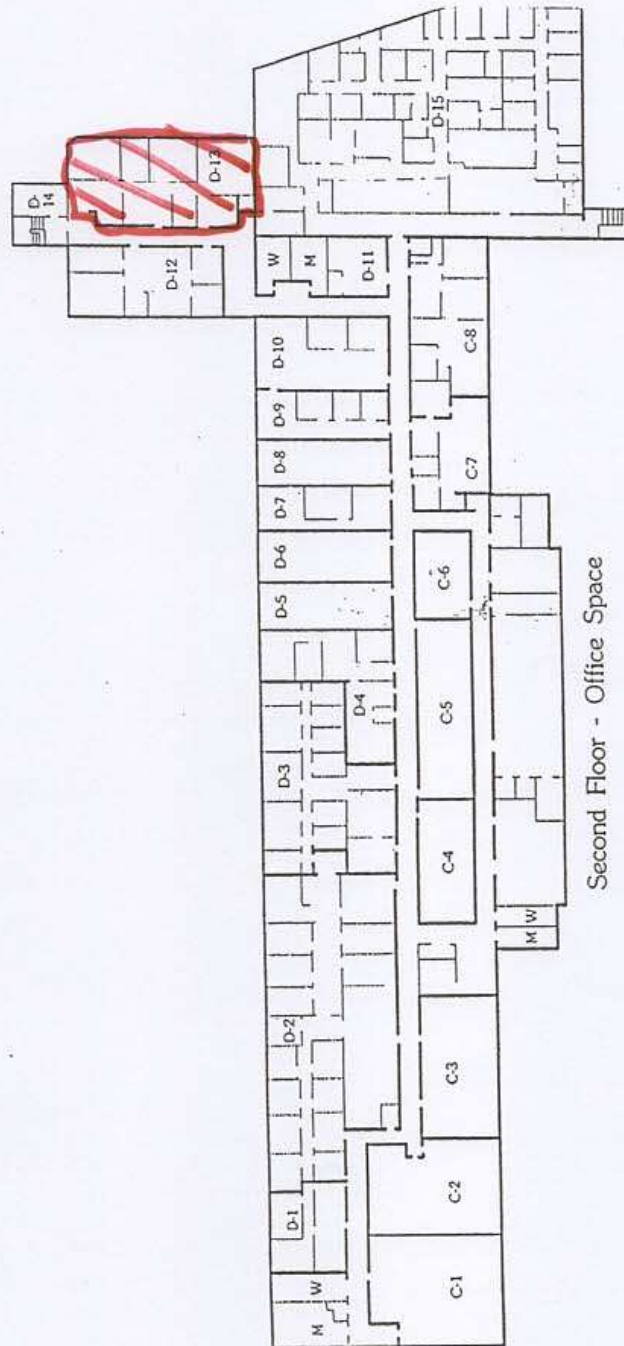 D-14
D-13
D-12
D-15
W
M
D-11
D-10
D-9
D-8
D-7
D-6
D-5
D-4
D-3
D-2
D-1
W
M
C-8
C-7
C-6
C-5
C-4
C-3
C-2
C-1
M
W
Second Floor - Office Space